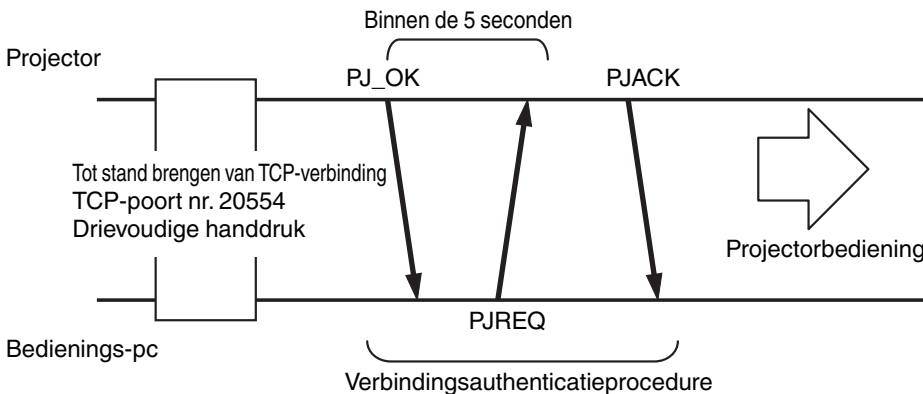 Binnen de 5 seconden
Projector
PJ_OK
PJACK
Tot stand brengen van TCP-verbinding
TCP-poort nr. 20554
Drievoudige handdruk
Projectorbediening
PJREQ
Bedienings-pc
Verbindingsauthenticatieprocedure